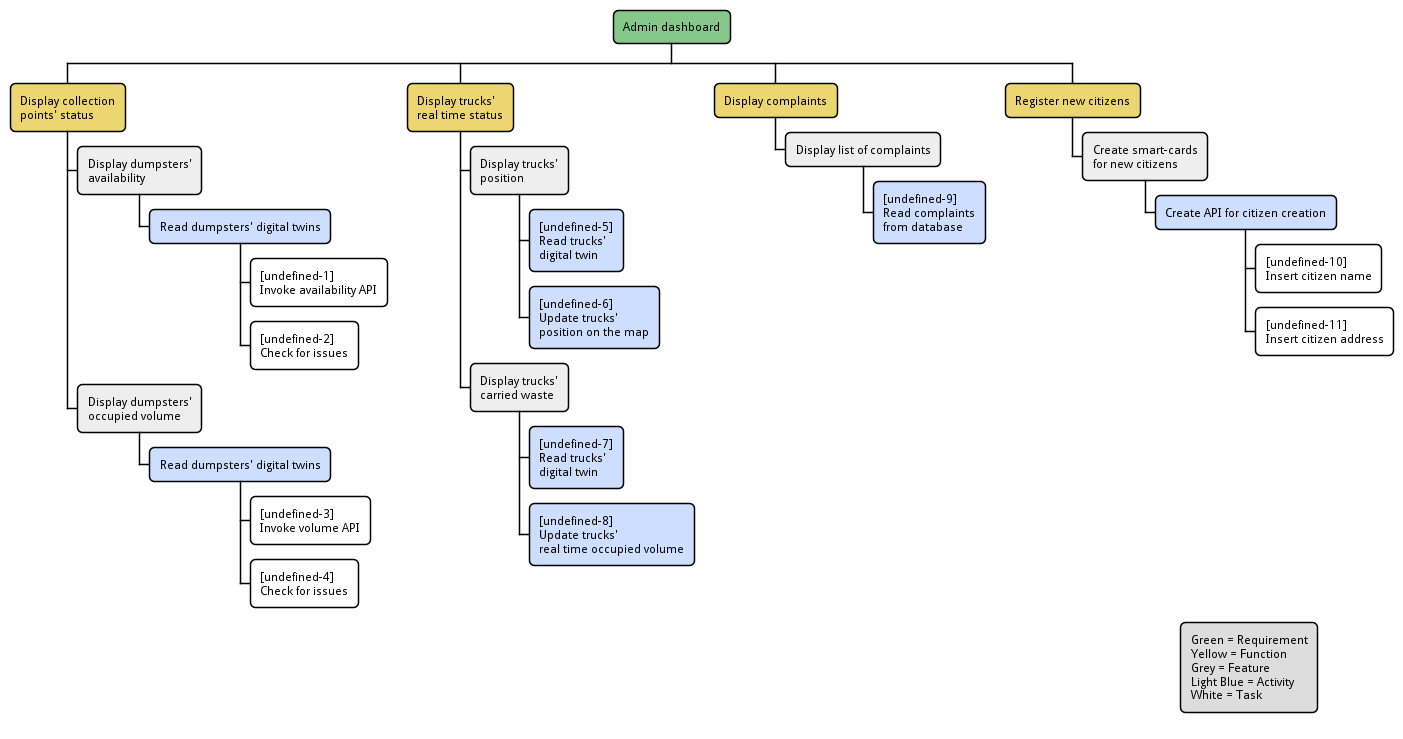 Admin dashboard
Display collection
points' status
Display dumpsters'
availability
Read dumpsters' digital twins
[undefined-1]
Invoke availability API
[undefined-2]
Check for issues
Display dumpsters'
occupied volume
Read dumpsters' digital twins
[undefined-3]
Invoke volume API
[undefined-4]
Check for issues
Display trucks'
real time status
Display trucks'
position
[undefined-5]
Read trucks'
digital twin
[undefined-6]
Update trucks'
position on the map
Display trucks'
carried waste
[undefined-7]
Read trucks'
digital twin
[undefined-8]
Update trucks'
real time occupied volume
Display complaints
Display list of complaints
[undefined-9]
Read complaints
from database
Register new citizens
Create smart-cards
for new citizens
Create API for citizen creation
[undefined-10]
Insert citizen name
[undefined-11]
Insert citizen address
Green = Requirement
Yellow = Function
Grey = Feature
Light Blue = Activity
White = Task